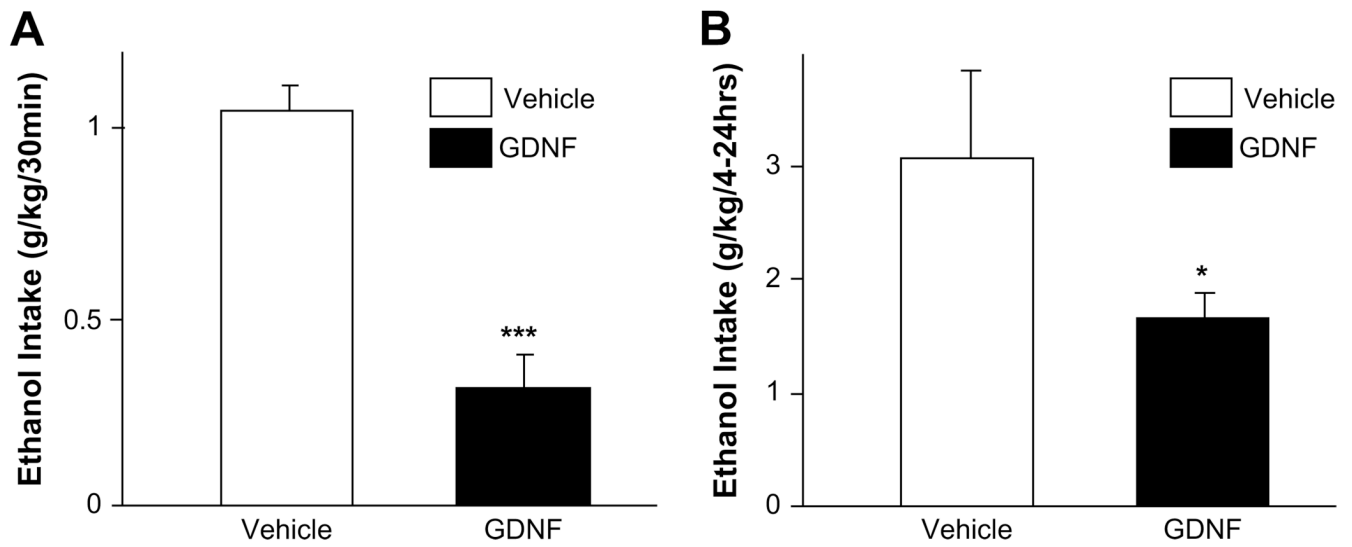 A
Ethanol Intake (g/kg/30min)
1
0.5
0
Vehicle
GDNF
***
Vehicle
GDNF
B
Ethanol Intake (g/kg/4-24hrs)
3
2
1
0
Vehicle
GDNF
*
Vehicle
GDNF